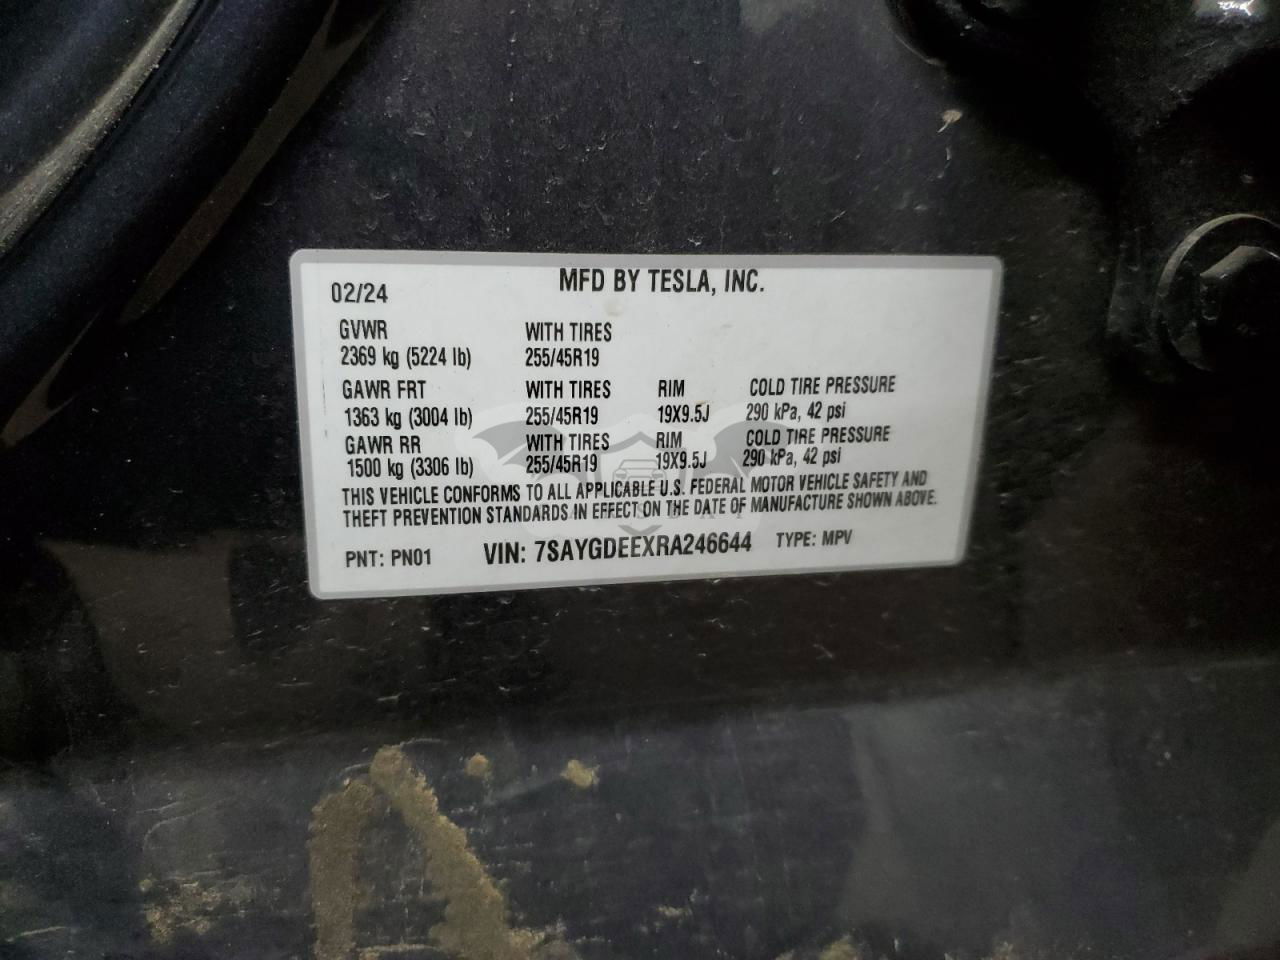 MFD BY TESLA, INC.
02/24
GVWR WITH TIRES
2369 kg (5224 lb) 255/45R19
GAWR FRT WITH TIRES RIM COLD TIRE PRESSURE
1363 kg (3004 lb) 255/45R19 19X9.5J 290 kPa, 42 psi
GAWR RR WITH TIRES RIM COLD TIRE PRESSURE
1500 kg (3306 lb) 255/45R19 19X9.5J 290 kPa, 42 psi
THIS VEHICLE CONFORMS TO ALL APPLICABLE U.S. FEDERAL MOTOR VEHICLE SAFETY AND
THEFT PREVENTION STANDARDS IN EFFECT ON THE DATE OF MANUFACTURE SHOWN ABOVE.
PNT: PN01 VIN: 7SAYGDEEXRA246644 TYPE: MPV